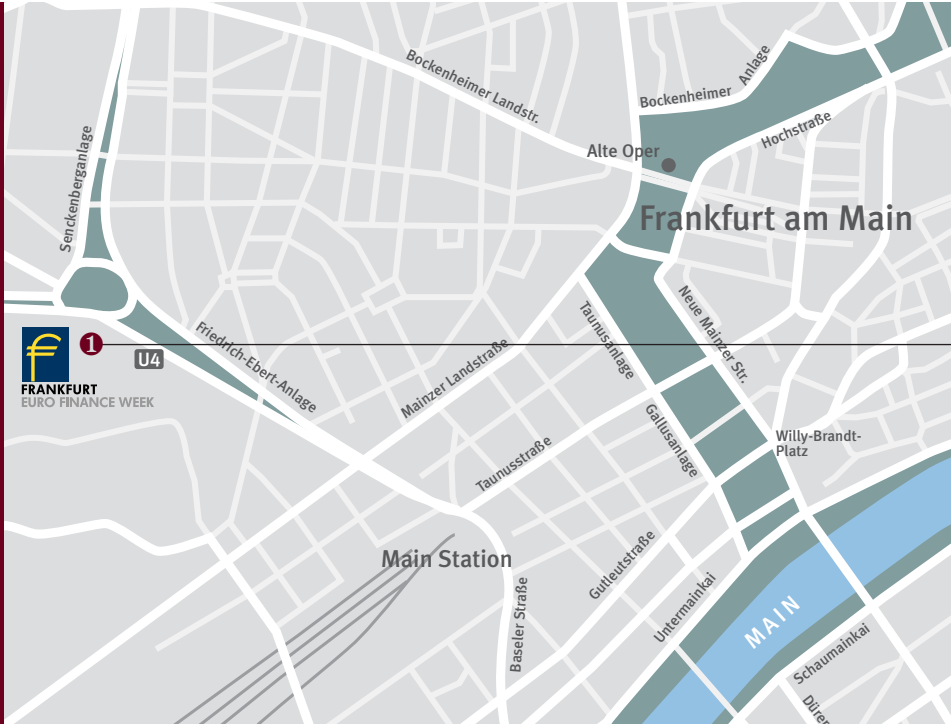 Bockenheimer Landstr.
Bockenheimer Anlage
Hochstraße
Alte Oper
Senckenberganlage
Frankfurt am Main
1
U4
FRANKFURT
EURO FINANCE WEEK
Friedrich-Ebert-Anlage
Mainzer Landstraße
Taunusanlage
Neue Mainzer Str.
Gallusanlage
Taunusstraße
Willy-Brandt-
Platz
Main Station
Gutleutstraße
Untermainkai
Baseler Straße
MAIN
Schaumainkai
Dürer